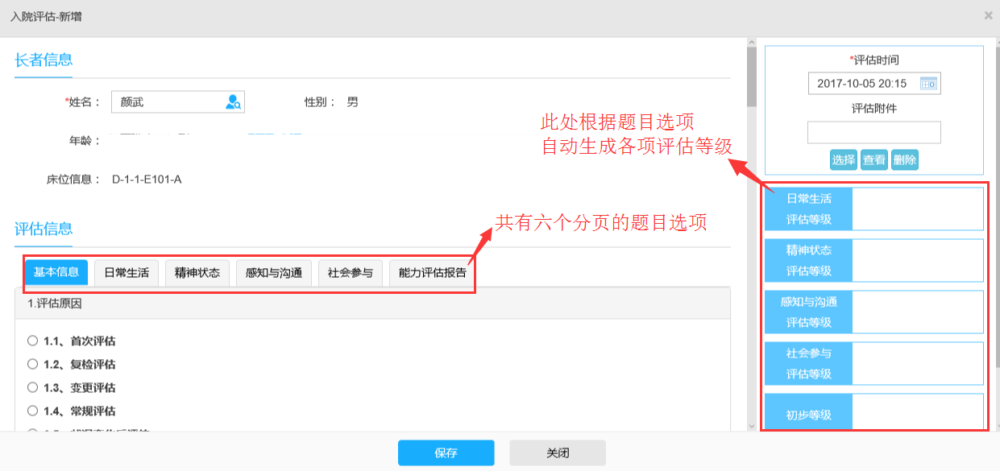 入院评估-新增
长者信息
*姓名： 颜武 性别： 男
年龄：
床位信息： D-1-1-E101-A
此处根据题目选项
自动生成各项评估等级
评估信息
共有六个分页的题目选项
基本信息 日常生活 精神状态 感知与沟通 社会参与 能力评估报告
1.评估原因
1.1、首次评估
1.2、复检评估
1.3、变更评估
1.4、常规评估
*评估时间
2017-10-05 20:15
评估附件
选择 查看 删除
日常生活
评估等级
精神状态
评估等级
感知与沟通
评估等级
社会参与
评估等级
初步等级
保存 关闭